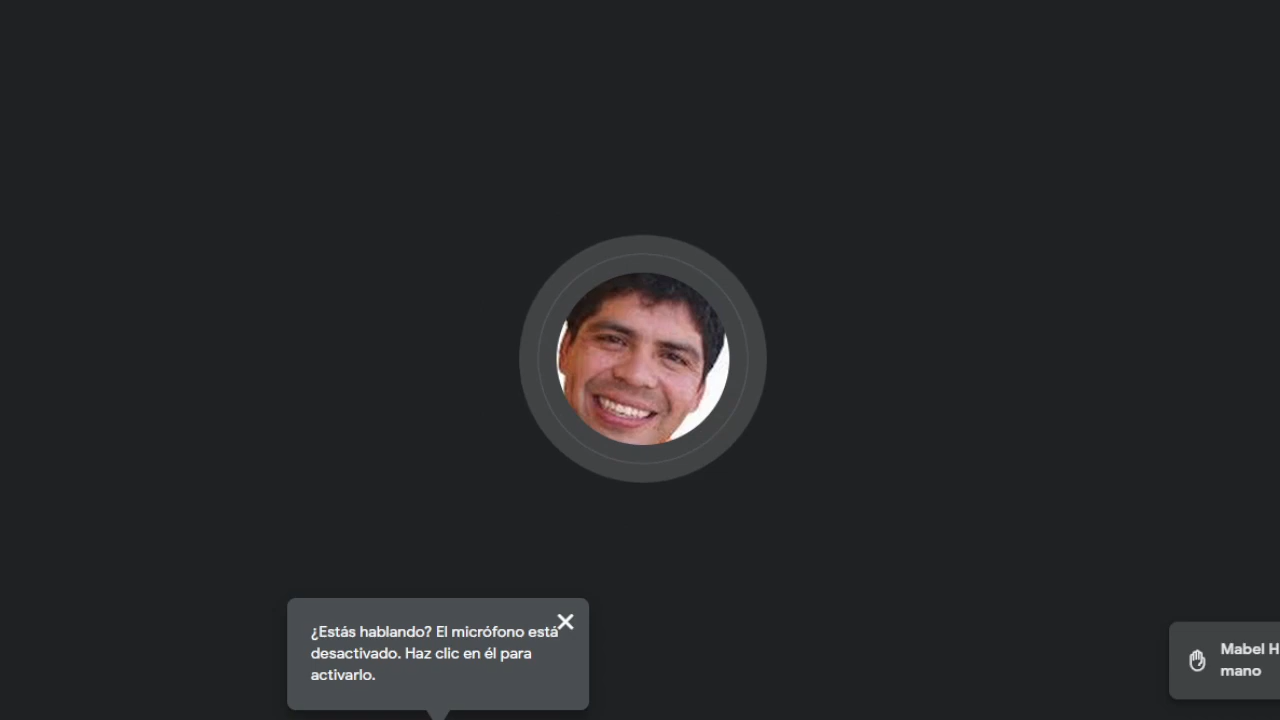 ¿Estás hablando? El micrófono está
desactivado. Haz clic en él para
activarlo.
Mabel H
mano